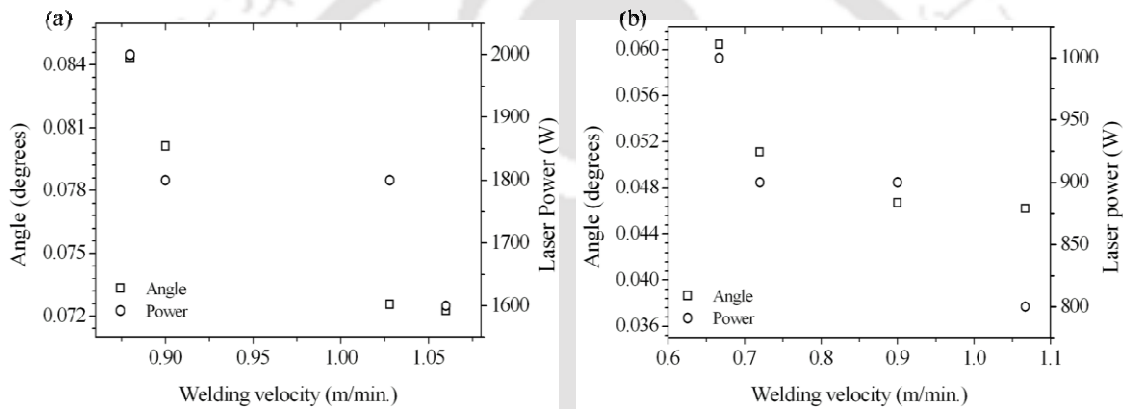 (a)
Angle (degrees)
0.084
0.081
0.078
0.075
0.072
2000
1900
1800
1700
1600
Laser Power (W)
Angle
Power
0.90
0.95
1.00
1.05
Welding velocity (m/min.)
(b)
Angle (degrees)
0.060
0.056
0.052
0.048
0.044
0.040
0.036
1000
950
900
850
800
Laser power (W)
Angle
Power
0.6
0.7
0.8
0.9
1.0
1.1
Welding velocity (m/min.)